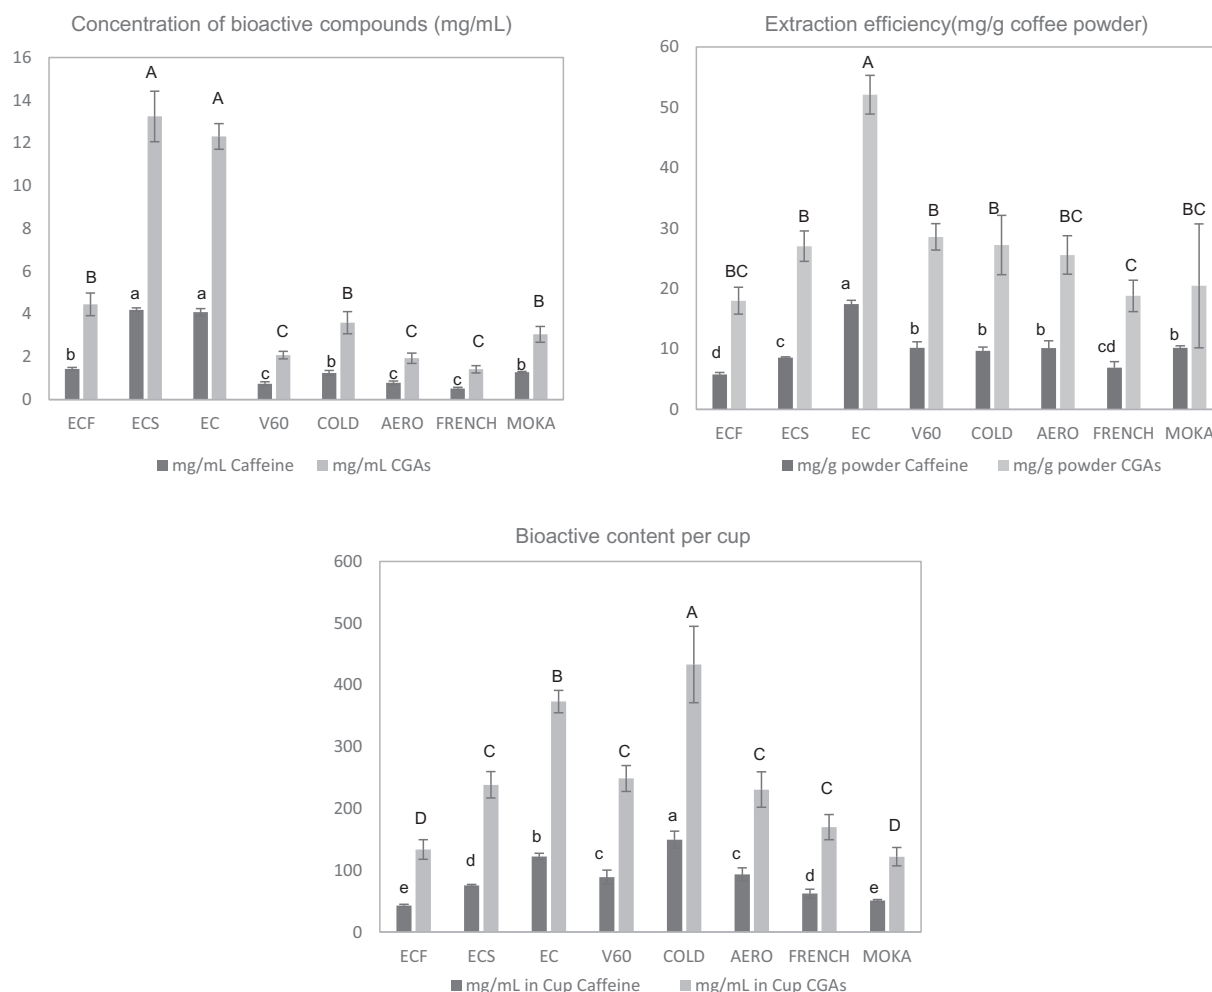 Concentration of bioactive compounds (mg/mL)
16
14
12
10
8
6
4
2
0
A
A
B
a
a
b
B
b
c
C
c
C
c
C
b
B
ECF ECS EC V60 COLD AERO FRENCH MOKA
mg/mL Caffeine mg/mL CGAs
Extraction efficiency(mg/g coffee powder)
60
50
40
30
20
10
0
A
B
B
B
BC
BC
BC
C
a
d
c
b
b
b
cd
b
ECF ECS EC V60 COLD AERO FRENCH MOKA
mg/g powder Caffeine mg/g powder CGAs
Bioactive content per cup
600
500
400
300
200
100
0
A
B
C
C
C
C
D
D
e
d
b
c
a
c
d
e
ECF ECS EC V60 COLD AERO FRENCH MOKA
mg/mL in Cup Caffeine mg/mL in Cup CGAs